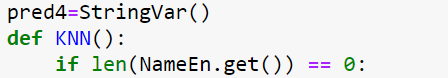 pred4=StringVar()
def KNN():
    if len(NameEn.get()) == 0: